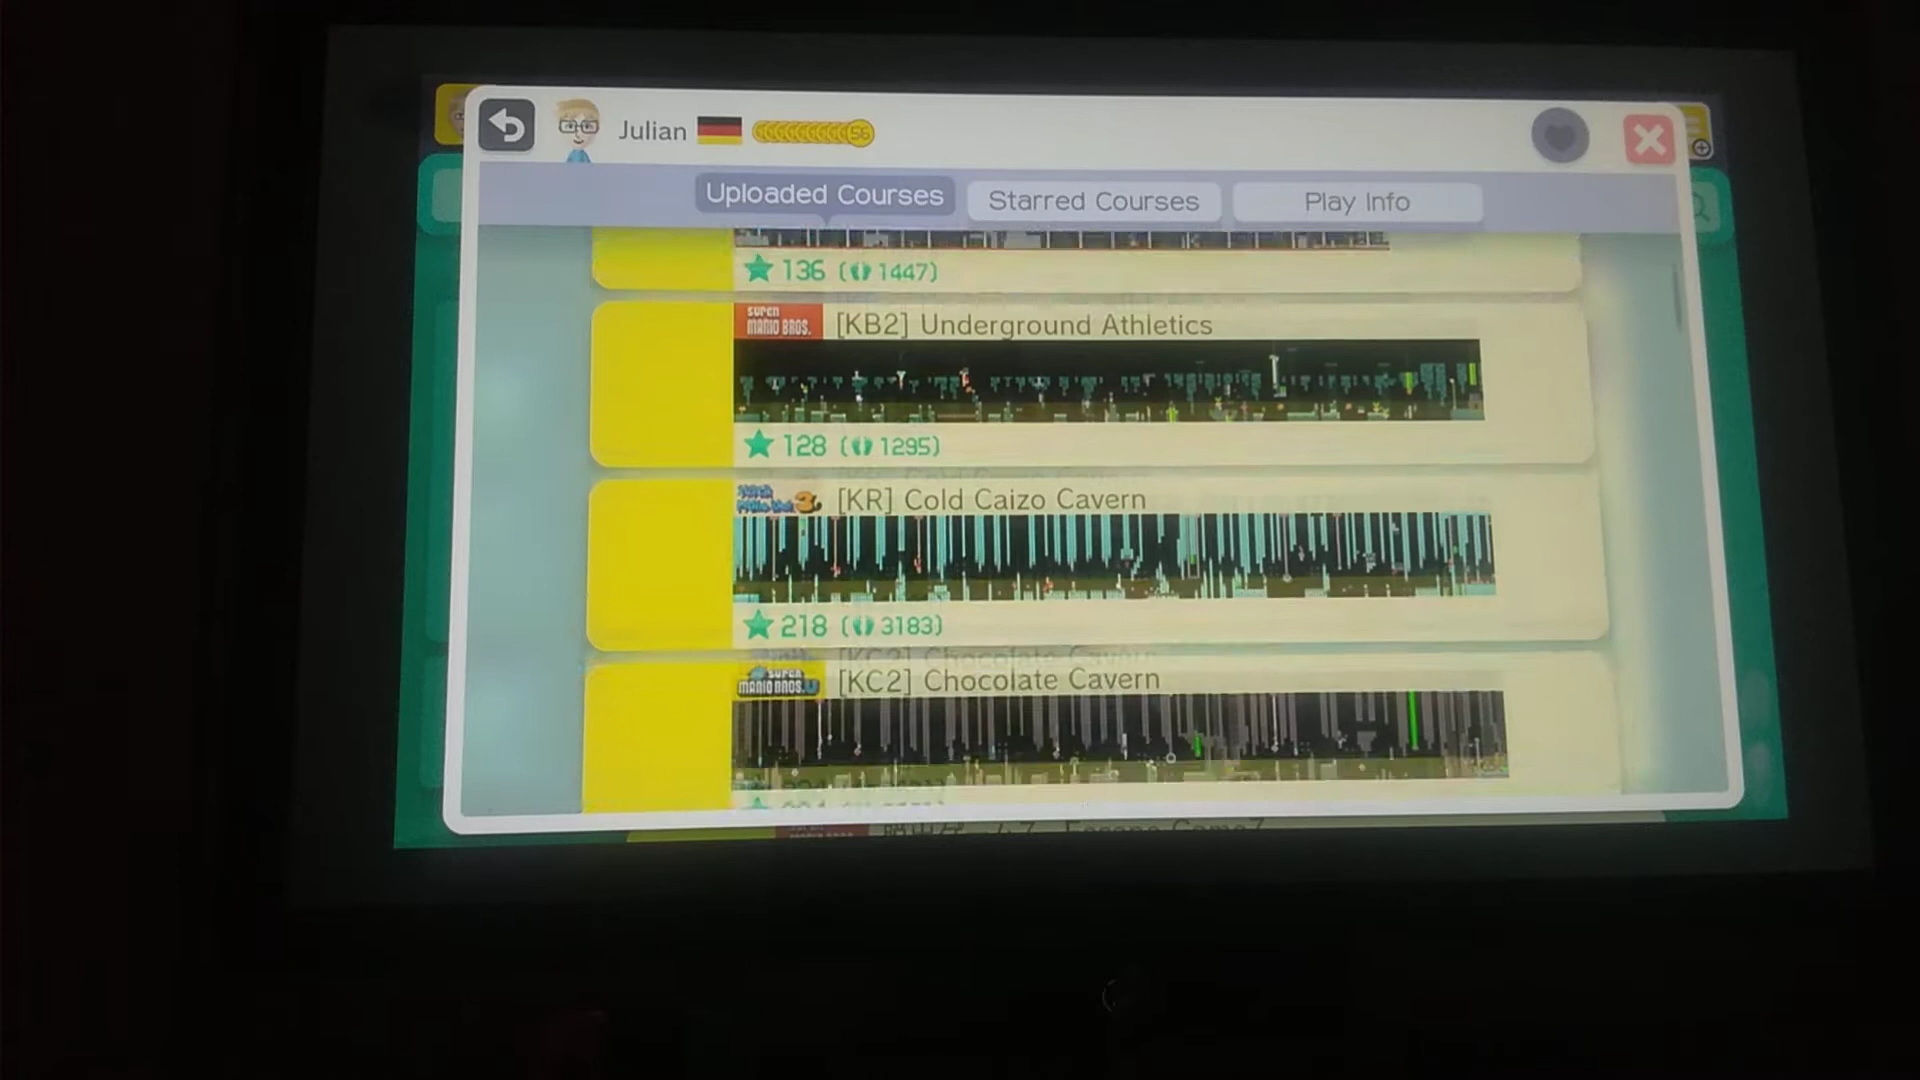 Julian
56
Uploaded Courses
Starred Courses
Play Info
136 (1447)
SUPER MARIO BROS.
[KB2] Underground Athletics
128 (1295)
[KR] Cold Caizo Cavern
218 (3183)
SUPER MARIO BROS. U
[KC2] Chocolate Cavern